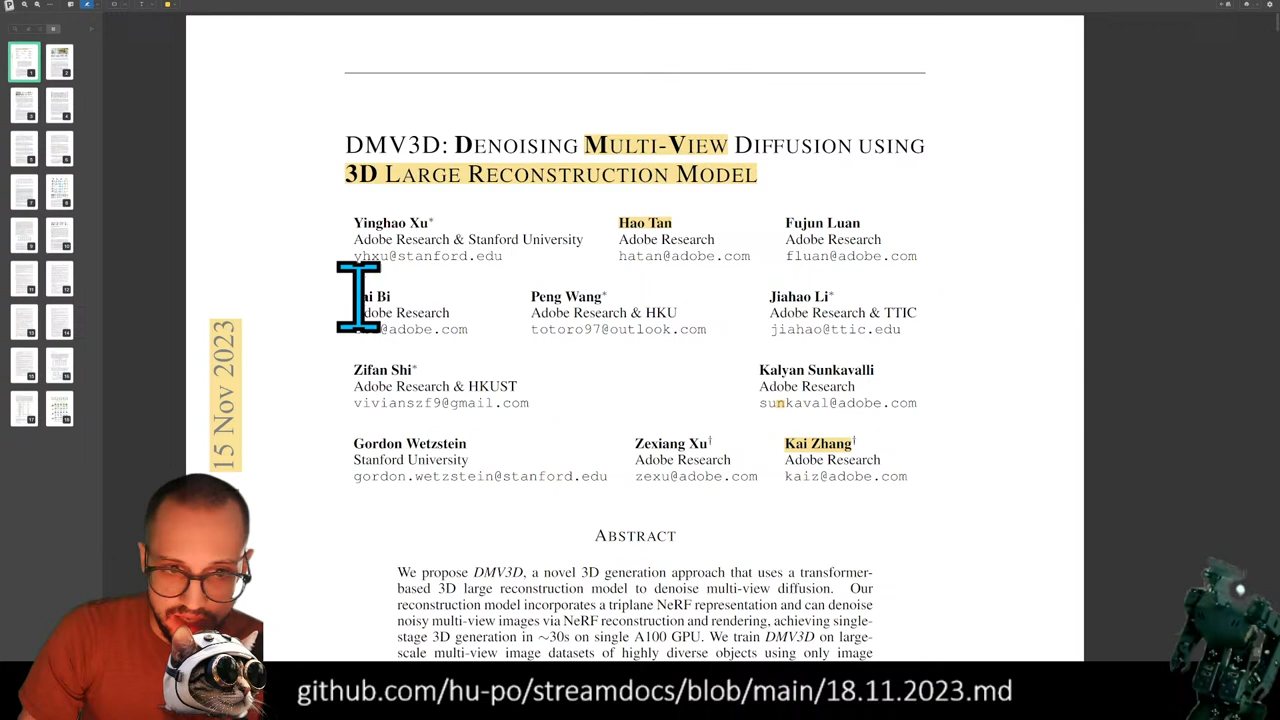 DMV3D: DENOISING MULTI-VIEW DIFFUSION USING
3D LARGE RECONSTRUCTION MODEL
Yinghao Xu* Hao Tan Fujun Luan
Adobe Research & Stanford University Adobe Research Adobe Research
yhxu@stanford.edu hatan@adobe.com fluan@adobe.com
Bi Peng Wang* Jiahao Li*
Adobe Research Adobe Research & HKU Adobe Research & TTIC
@adobe.com totoro97@outlook.com jiahao@ttic.edu
Zifan Shi* Kalyan Sunkavalli
Adobe Research & HKUST Adobe Research
vivianszf9@gmail.com sunkaval@adobe.com
Gordon Wetzstein Zexiang Xu† Kai Zhang†
Stanford University Adobe Research Adobe Research
gordon.wetzstein@stanford.edu zexu@adobe.com kaiz@adobe.com
15 Nov 2023
ABSTRACT
We propose DMV3D, a novel 3D generation approach that uses a transformer-
based 3D large reconstruction model to denoise multi-view diffusion. Our
reconstruction model incorporates a triplane NeRF representation and can denoise
noisy multi-view images via NeRF reconstruction and rendering, achieving single-
stage 3D generation in ~30s on single A100 GPU. We train DMV3D on large-
scale multi-view image datasets of highly diverse objects using only image
github.com/hu-po/streamdocs/blob/main/18.11.2023.md